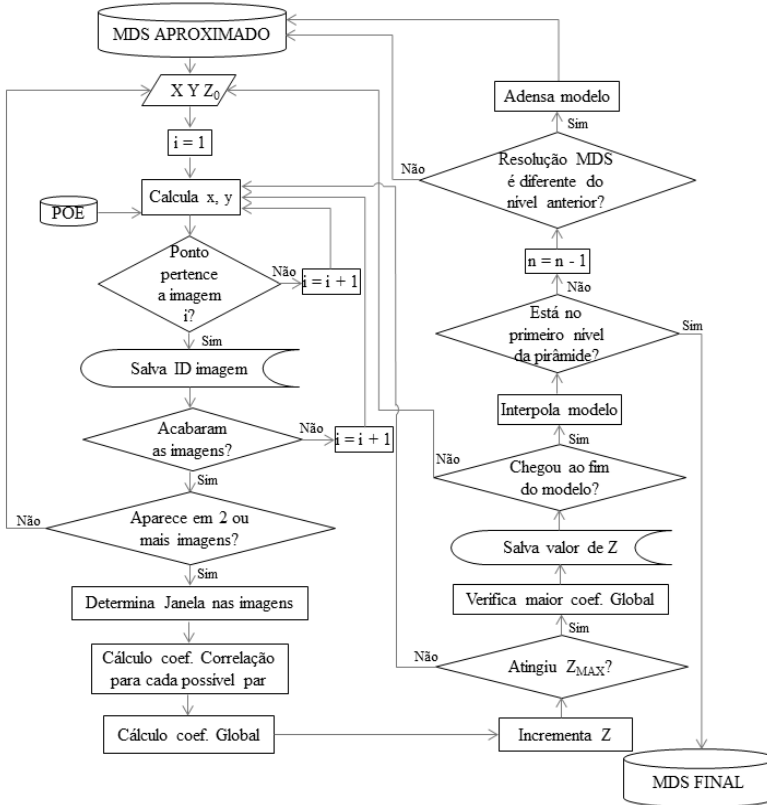 MDS APROXIMADO
X Y Z₀
i = 1
Calcula x, y
POE
Ponto
pertence
a imagem
i?
Não
i = i + 1
Sim
Salva ID imagem
Acabaram
as imagens?
Não
i = i + 1
Sim
Aparece em 2 ou
mais imagens?
Não
Sim
Determina Janela nas imagens
Cálculo coef. Correlação
para cada possível par
Cálculo coef. Global
Incrementa Z
Atingiu Z_MAX?
Não
Sim
Verifica maior coef. Global
Salva valor de Z
Chegou ao fim
do modelo?
Não
Sim
Interpola modelo
Está no
primeiro nível
da pirâmide?
Sim
Não
n = n - 1
Resolução MDS
é diferente do
nível anterior?
Não
Sim
Adensa modelo
MDS FINAL